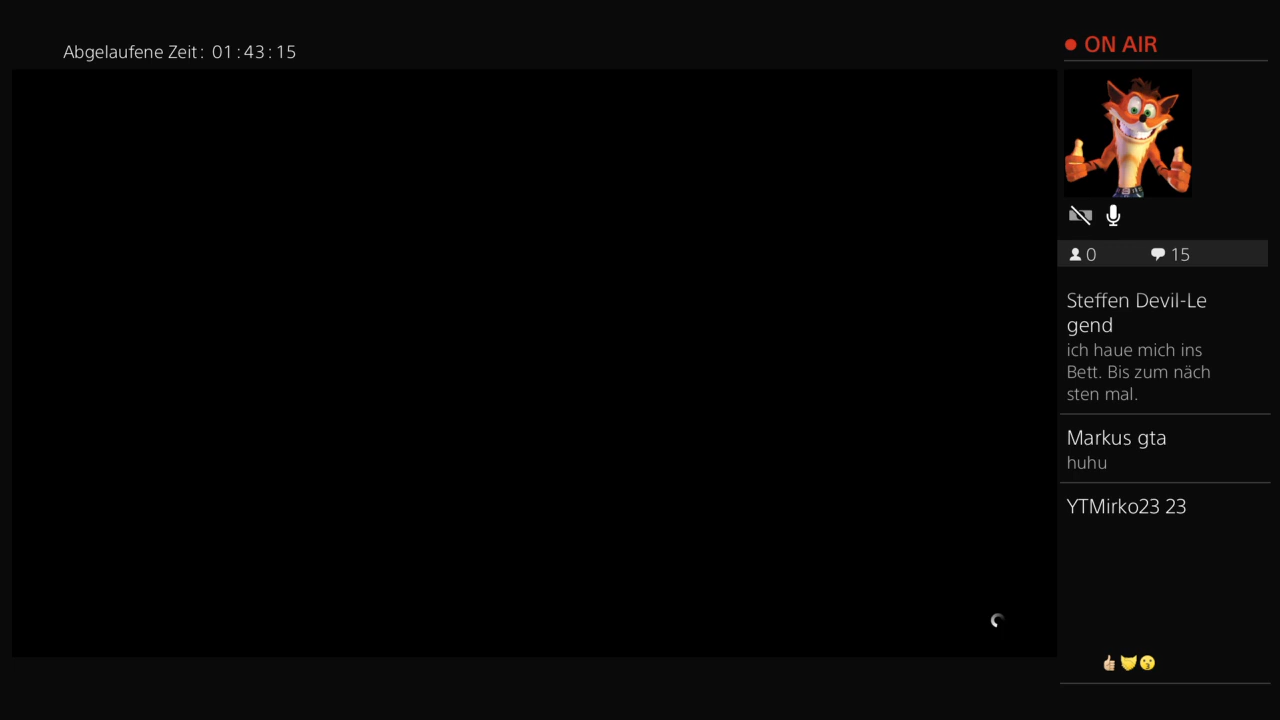 Abgelaufene Zeit: 01:43:15
ON AIR
0 15
Steffen Devil-Le
gend
ich haue mich ins
Bett. Bis zum näch
sten mal.
Markus gta
huhu
YTMirko23 23
👍🤝😗